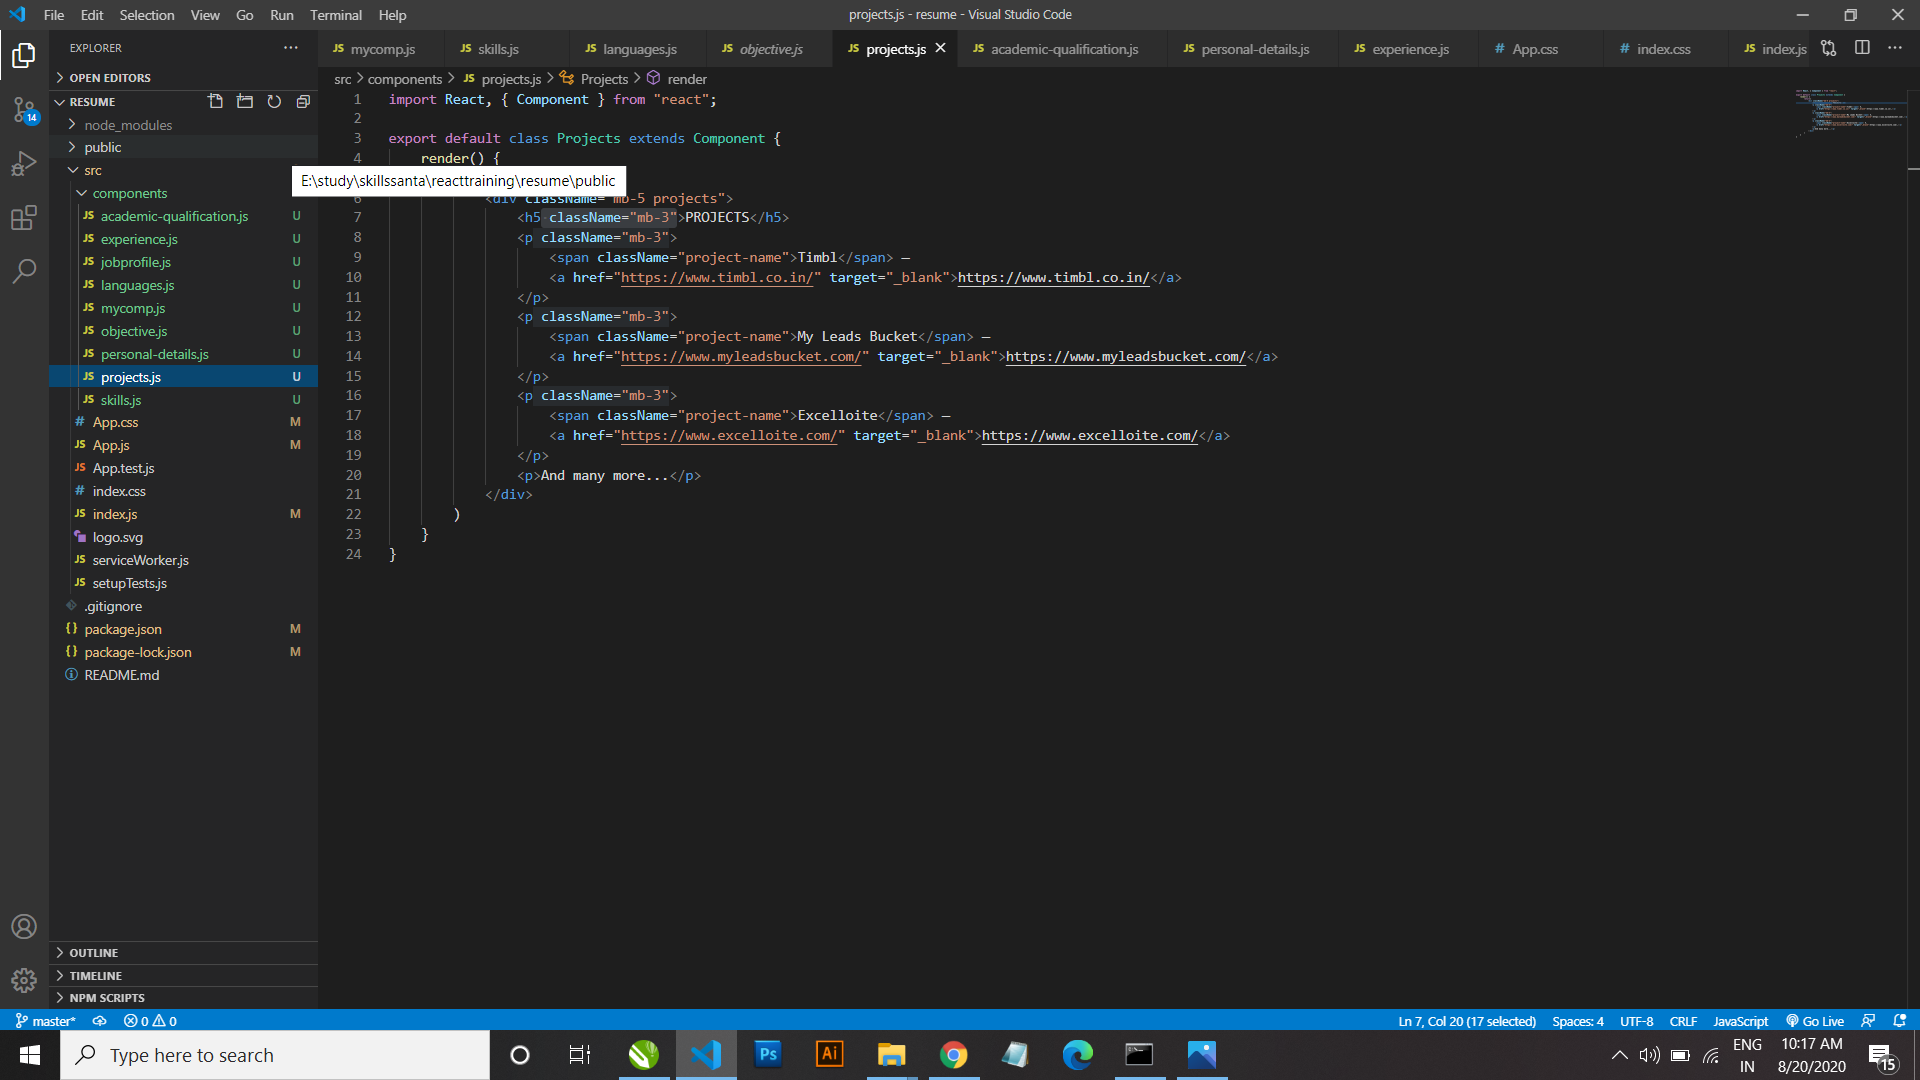 File Edit Selection View Go Run Terminal Help
projects.js - resume - Visual Studio Code
EXPLORER
OPEN EDITORS
RESUME
node_modules
public
src
components
academic-qualification.js U
experience.js U
jobprofile.js U
languages.js U
mycomp.js U
objective.js U
personal-details.js U
projects.js U
skills.js U
App.css M
App.js M
App.test.js
index.css
index.js M
logo.svg
serviceWorker.js
setupTests.js
.gitignore
package.json M
package-lock.json M
README.md
OUTLINE
TIMELINE
NPM SCRIPTS
14
mycomp.js skills.js languages.js objective.js projects.js academic-qualification.js personal-details.js experience.js App.css index.css index.js
src > components > projects.js > Projects > render
1 import React, { Component } from "react";
2
3 export default class Projects extends Component {
4 render() {
E:\study\skillssanta\reacttraining\resume\public
6 <div className="mb-5 projects">
7 <h5 className="mb-3">PROJECTS</h5>
8 <p className="mb-3">
9 <span className="project-name">Timbl</span> –
10 <a href="https://www.timbl.co.in/" target="_blank">https://www.timbl.co.in/</a>
11 </p>
12 <p className="mb-3">
13 <span className="project-name">My Leads Bucket</span> –
14 <a href="https://www.myleadsbucket.com/" target="_blank">https://www.myleadsbucket.com/</a>
15 </p>
16 <p className="mb-3">
17 <span className="project-name">Excelloite</span> –
18 <a href="https://www.excelloite.com/" target="_blank">https://www.excelloite.com/</a>
19 </p>
20 <p>And many more...</p>
21 </div>
22 )
23 }
24 }
master* 0 0 Ln 7, Col 20 (17 selected) Spaces: 4 UTF-8 CRLF JavaScript Go Live
Type here to search
Ps
Ai
ENG
IN
10:17 AM
8/20/2020
15